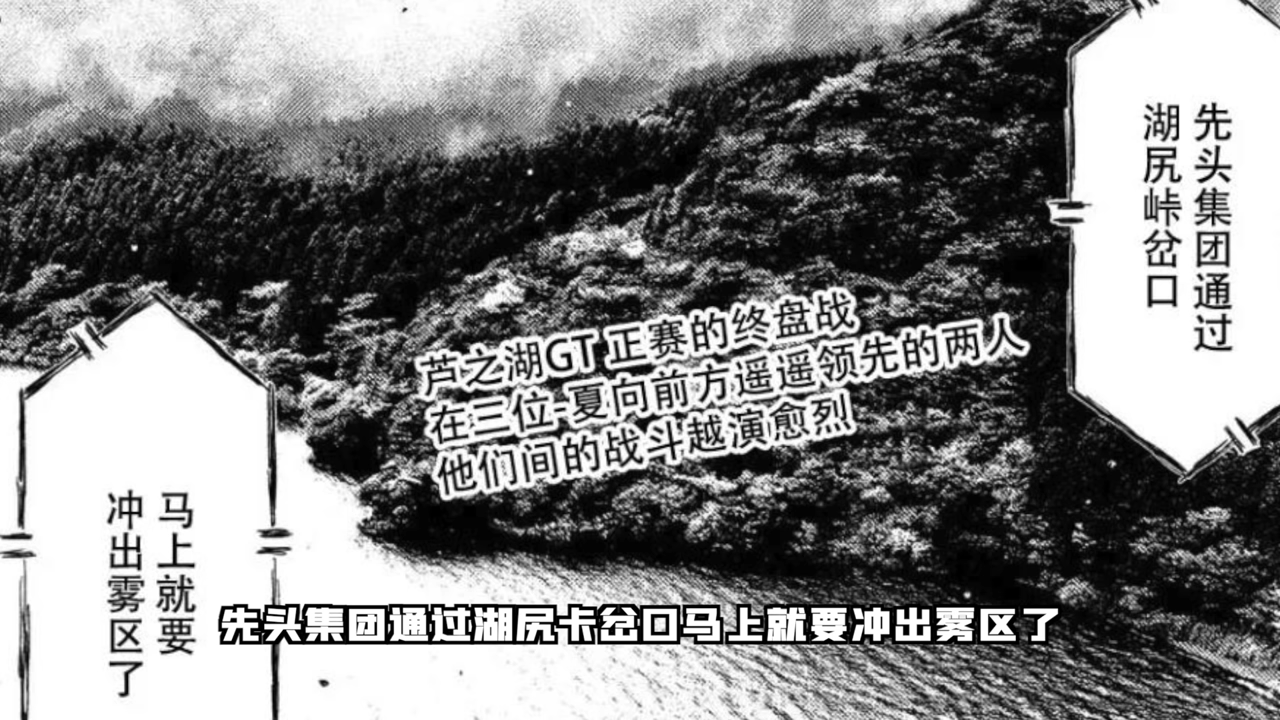 先头集团通过
湖尻峠岔口
芦之湖GT 正赛的终盘战
在三位-夏向前方遥遥领先的两人
他们间的战斗越演愈烈
马上就要
冲出雾区了
先头集团通过湖尻卡岔口马上就要冲出雾区了